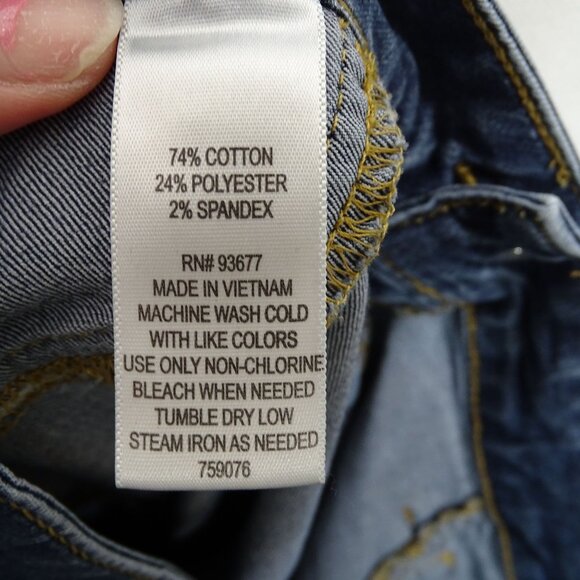 74% COTTON
24% POLYESTER
2% SPANDEX
RN# 93677
MADE IN VIETNAM
MACHINE WASH COLD
WITH LIKE COLORS
USE ONLY NON-CHLORINE
BLEACH WHEN NEEDED
TUMBLE DRY LOW
STEAM IRON AS NEEDED
759076